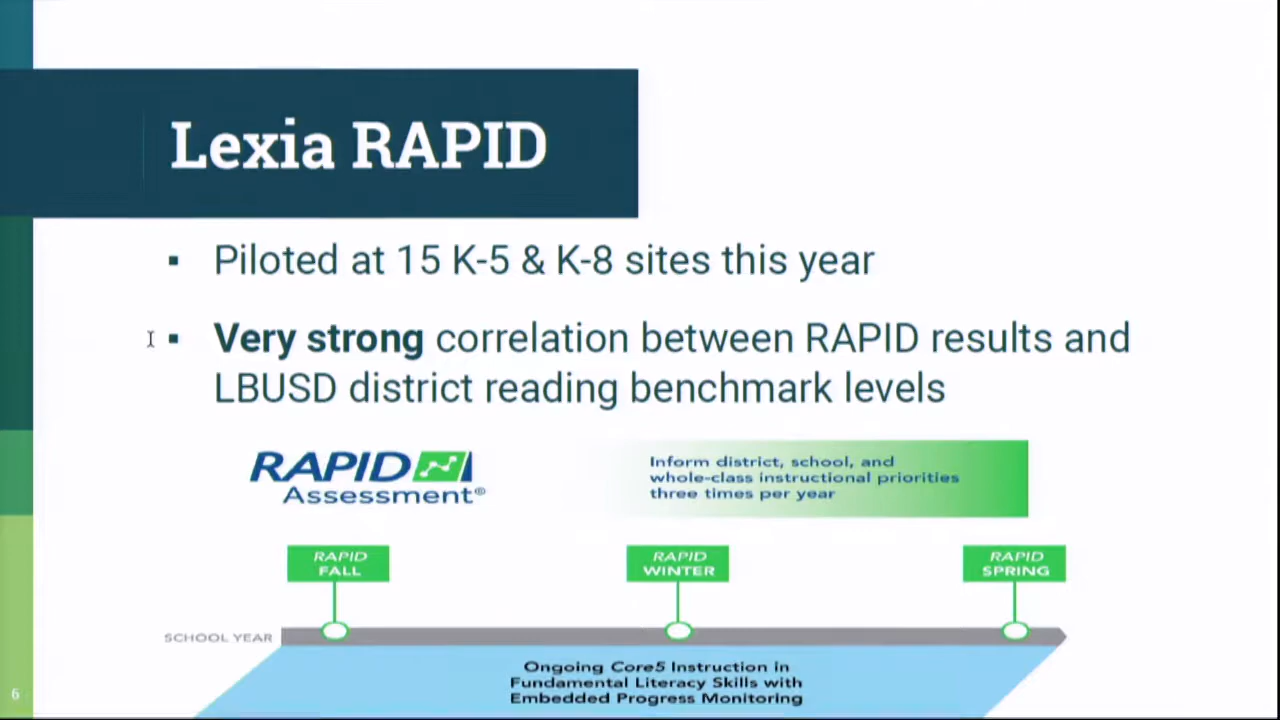 Lexia RAPID
▪ Piloted at 15 K-5 & K-8 sites this year
▪ Very strong correlation between RAPID results and
LBUSD district reading benchmark levels
RAPID
Assessment®
Inform district, school, and
whole-class instructional priorities
three times per year
RAPID
FALL
RAPID
WINTER
RAPID
SPRING
SCHOOL YEAR
Ongoing Core5 Instruction in
Fundamental Literacy Skills with
Embedded Progress Monitoring
6